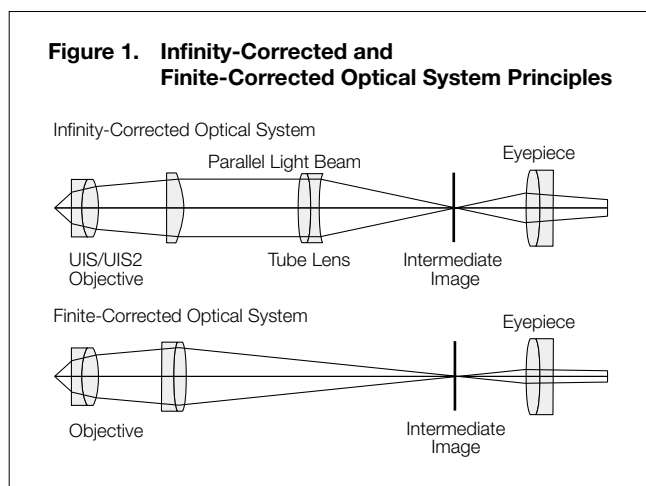 Figure 1. Infinity-Corrected and
Finite-Corrected Optical System Principles
Infinity-Corrected Optical System
Parallel Light Beam
Eyepiece
UIS/UIS2
Objective
Tube Lens
Intermediate
Image
Finite-Corrected Optical System
Eyepiece
Objective
Intermediate
Image